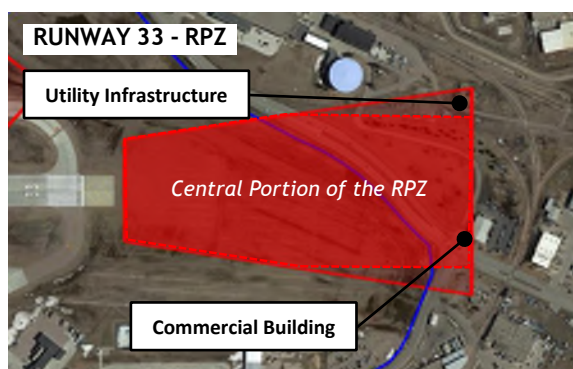 RUNWAY 33 - RPZ
Utility Infrastructure
Central Portion of the RPZ
Commercial Building